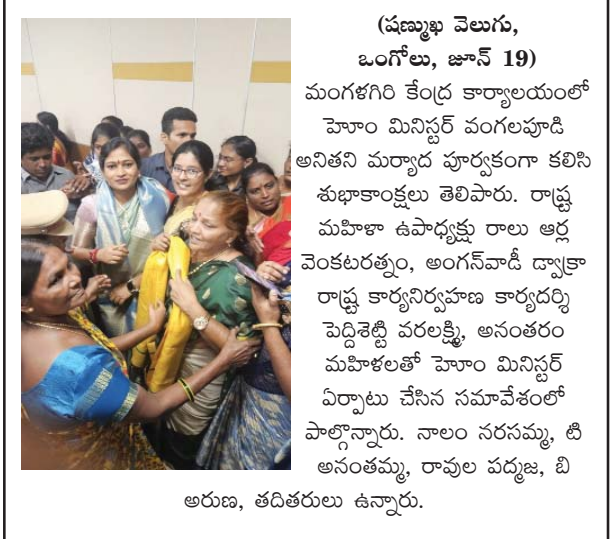 (షణ్ముఖ వెలుగు,
ఒంగోలు, జూన్ 19)
మంగళగిరి కేంద్ర కార్యాలయంలో
హెూం మినిస్టర్ వంగలపూడి
అనితని మర్యాద పూర్వకంగా కలిసి
శుభాకాంక్షలు తెలిపారు. రాష్ట్ర
మహిళా ఉపాధ్యక్షు రాలు ఆర్ల
వెంకటరత్నం, అంగన్‌వాడీ డ్వాక్రా
రాష్ట్ర కార్యనిర్వహణ కార్యదర్శి
పెద్దిశెట్టి వరలక్ష్మి, అనంతరం
మహిళలతో హెూం మినిస్టర్
ఏర్పాటు చేసిన సమావేశంలో
పాల్గొన్నారు. నాలం నరసమ్మ, టి
అనంతమ్మ, రావుల పద్మజ, బి
అరుణ, తదితరులు ఉన్నారు.